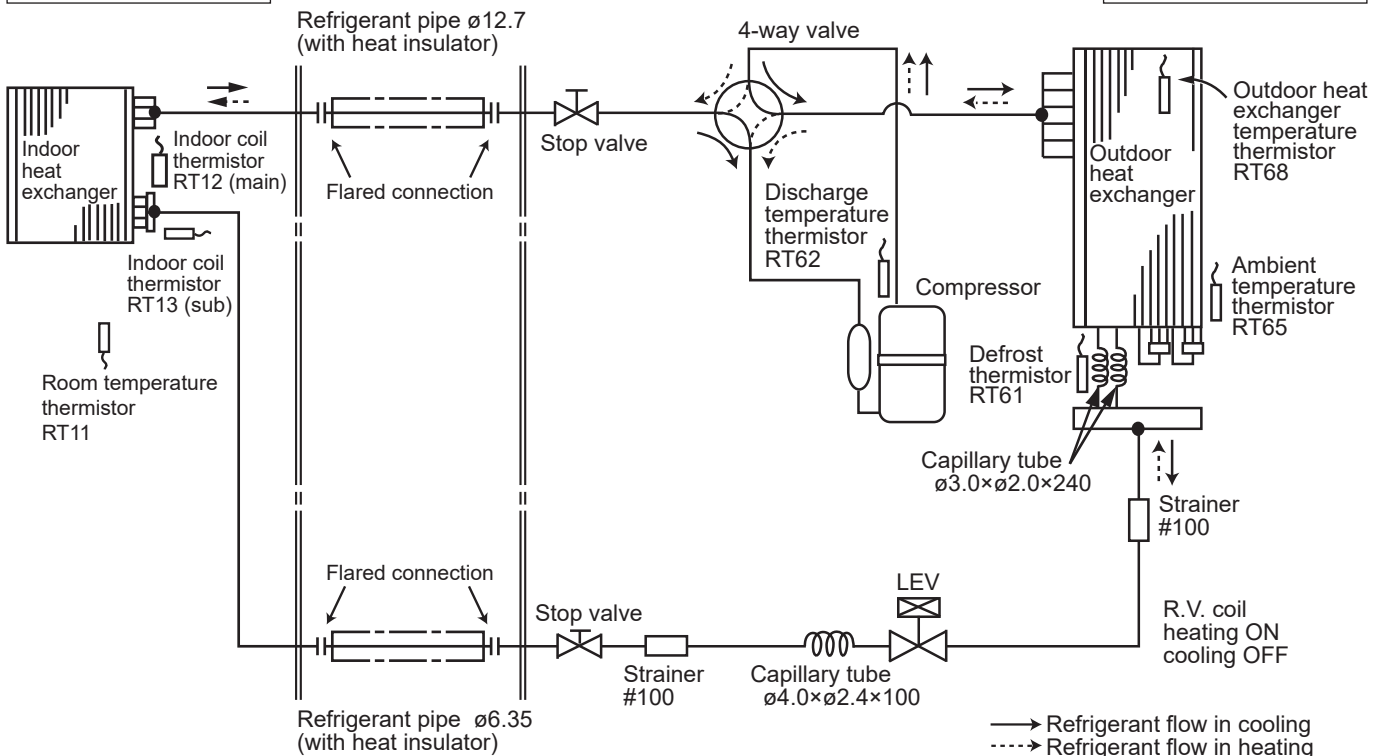 Refrigerant pipe ø12.7
(with heat insulator)
4-way valve
Indoor
heat
exchanger
Indoor coil
thermistor
RT12 (main)
Flared connection
Stop valve
Outdoor
heat
exchanger
Outdoor heat
exchanger
temperature
thermistor
RT68
Discharge
temperature
thermistor
RT62
Indoor coil
thermistor
RT13 (sub)
Compressor
Ambient
temperature
thermistor
RT65
Room temperature
thermistor
RT11
Defrost
thermistor
RT61
Capillary tube
ø3.0×ø2.0×240
Strainer
#100
Flared connection
Stop valve
LEV
R.V. coil
heating ON
cooling OFF
Strainer
#100
Capillary tube
ø4.0×ø2.4×100
Refrigerant pipe ø6.35
(with heat insulator)
Refrigerant flow in cooling
Refrigerant flow in heating